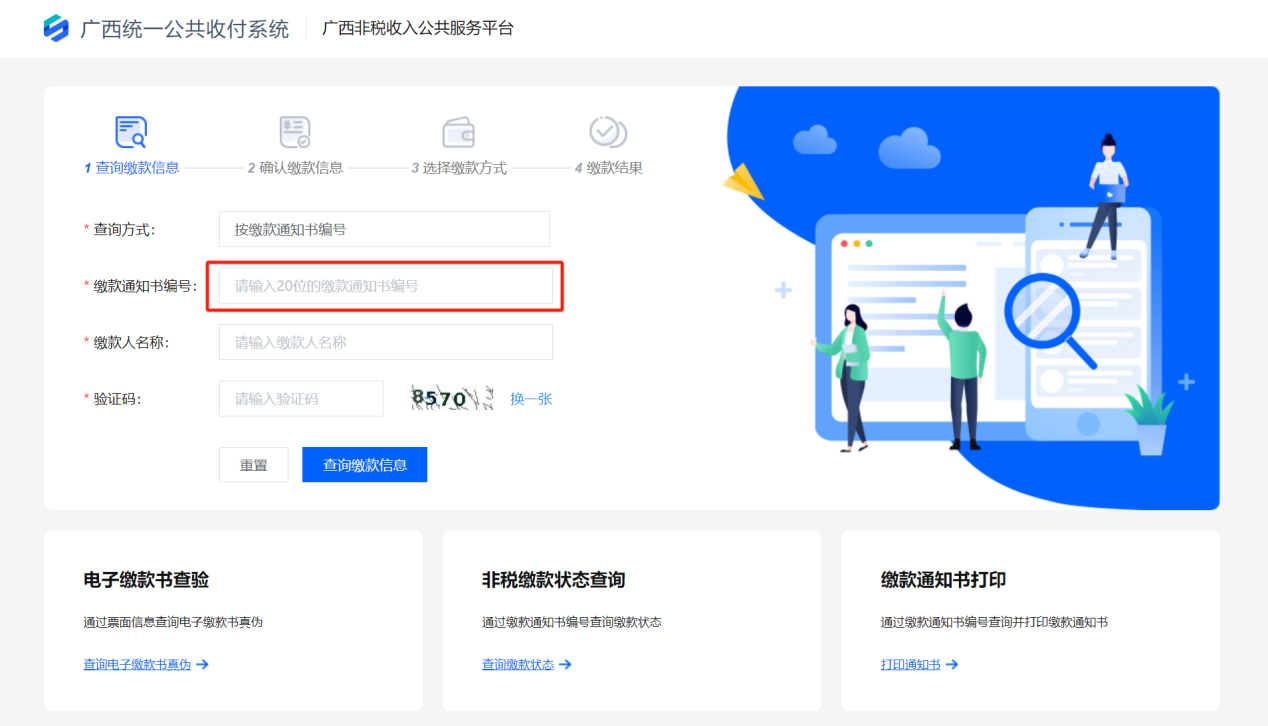 广西统一公共收付系统 广西非税收入公共服务平台
1 查询缴款信息 2 确认缴款信息 3 选择缴款方式 4 缴款结果
* 查询方式: 按缴款通知书编号
* 缴款通知书编号: 请输入20位的缴款通知书编号
* 缴款人名称: 请输入缴款人名称
* 验证码: 请输入验证码 8570 换一张
重置 查询缴款信息
电子缴款书查验 非税缴款状态查询 缴款通知书打印
通过票面信息查询电子缴款书真伪 通过缴款通知书编号查询缴款状态 通过缴款通知书编号查询并打印缴款通知书
查询电子缴款书真伪 → 查询缴款状态 → 打印通知书 →